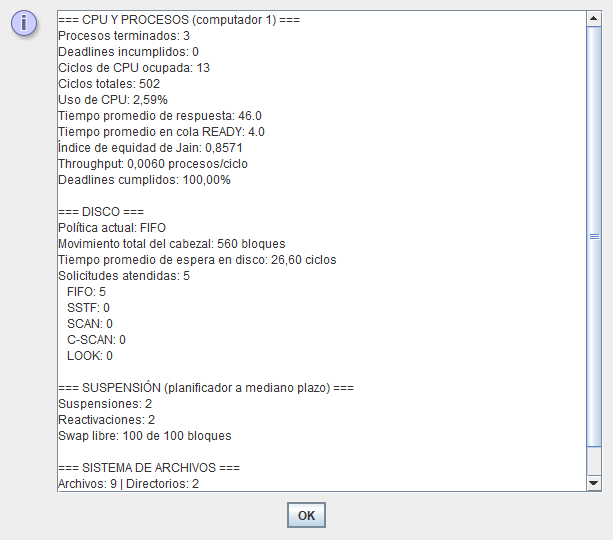 === CPU Y PROCESOS (computador 1) ===
Procesos terminados: 3
Deadlines incumplidos: 0
Ciclos de CPU ocupada: 13
Ciclos totales: 502
Uso de CPU: 2,59%
Tiempo promedio de respuesta: 46.0
Tiempo promedio en cola READY: 4.0
Índice de equidad de Jain: 0,8571
Throughput: 0,0060 procesos/ciclo
Deadlines cumplidos: 100,00%

=== DISCO ===
Política actual: FIFO
Movimiento total del cabezal: 560 bloques
Tiempo promedio de espera en disco: 26,60 ciclos
Solicitudes atendidas: 5
FIFO: 5
SSTF: 0
SCAN: 0
C-SCAN: 0
LOOK: 0

=== SUSPENSIÓN (planificador a mediano plazo) ===
Suspensiones: 2
Reactivaciones: 2
Swap libre: 100 de 100 bloques

=== SISTEMA DE ARCHIVOS ===
Archivos: 9 | Directorios: 2
OK